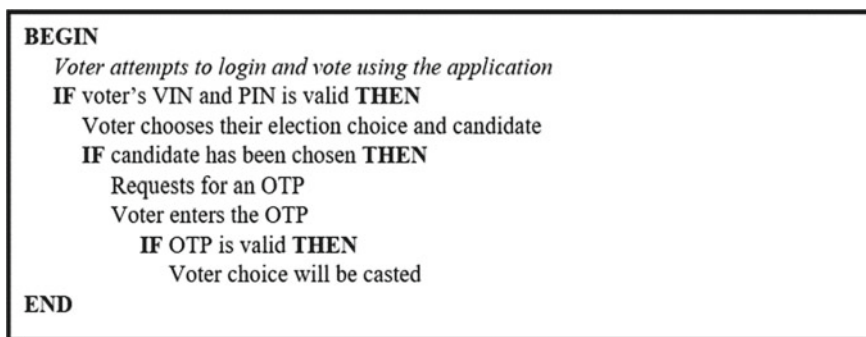 BEGIN
Voter attempts to login and vote using the application
IF voter's VIN and PIN is valid THEN
Voter chooses their election choice and candidate
IF candidate has been chosen THEN
Requests for an OTP
Voter enters the OTP
IF OTP is valid THEN
Voter choice will be casted
END